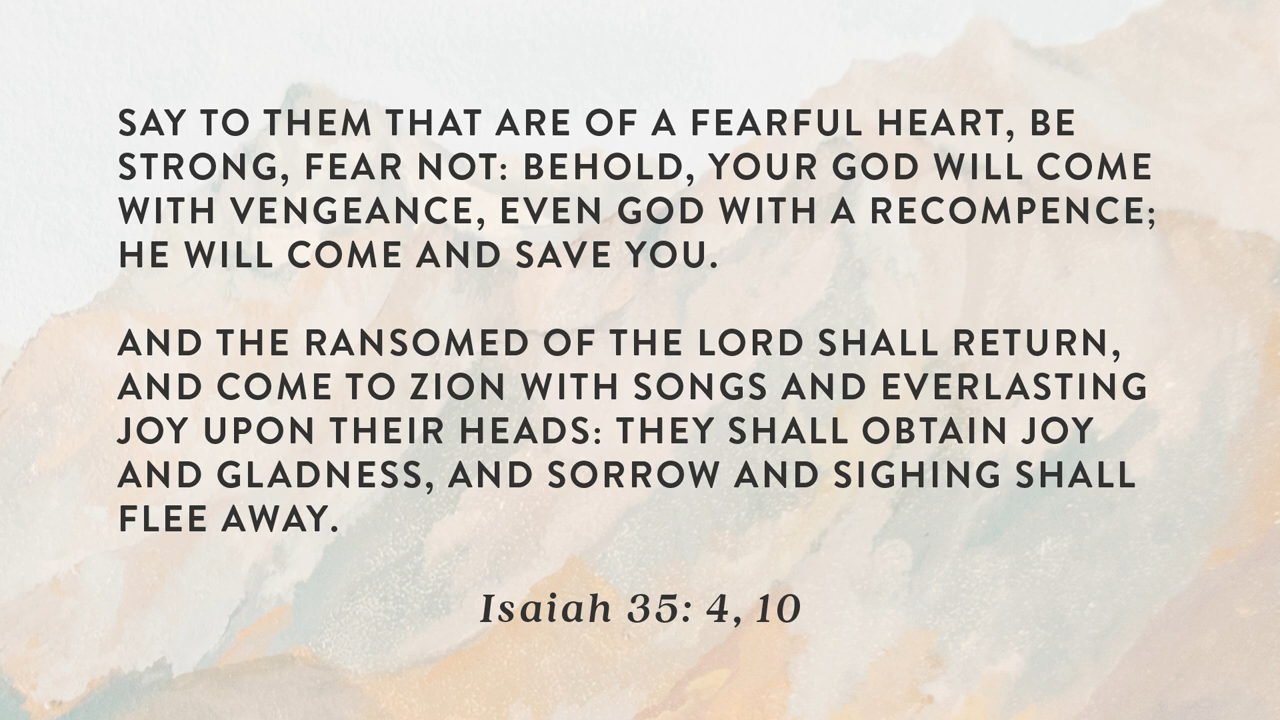 SAY TO THEM THAT ARE OF A FEARFUL HEART, BE
STRONG, FEAR NOT: BEHOLD, YOUR GOD WILL COME
WITH VENGEANCE, EVEN GOD WITH A RECOMPENCE;
HE WILL COME AND SAVE YOU.
AND THE RANSOMED OF THE LORD SHALL RETURN,
AND COME TO ZION WITH SONGS AND EVERLASTING
JOY UPON THEIR HEADS: THEY SHALL OBTAIN JOY
AND GLADNESS, AND SORROW AND SIGHING SHALL
FLEE AWAY.
Isaiah 35: 4, 10